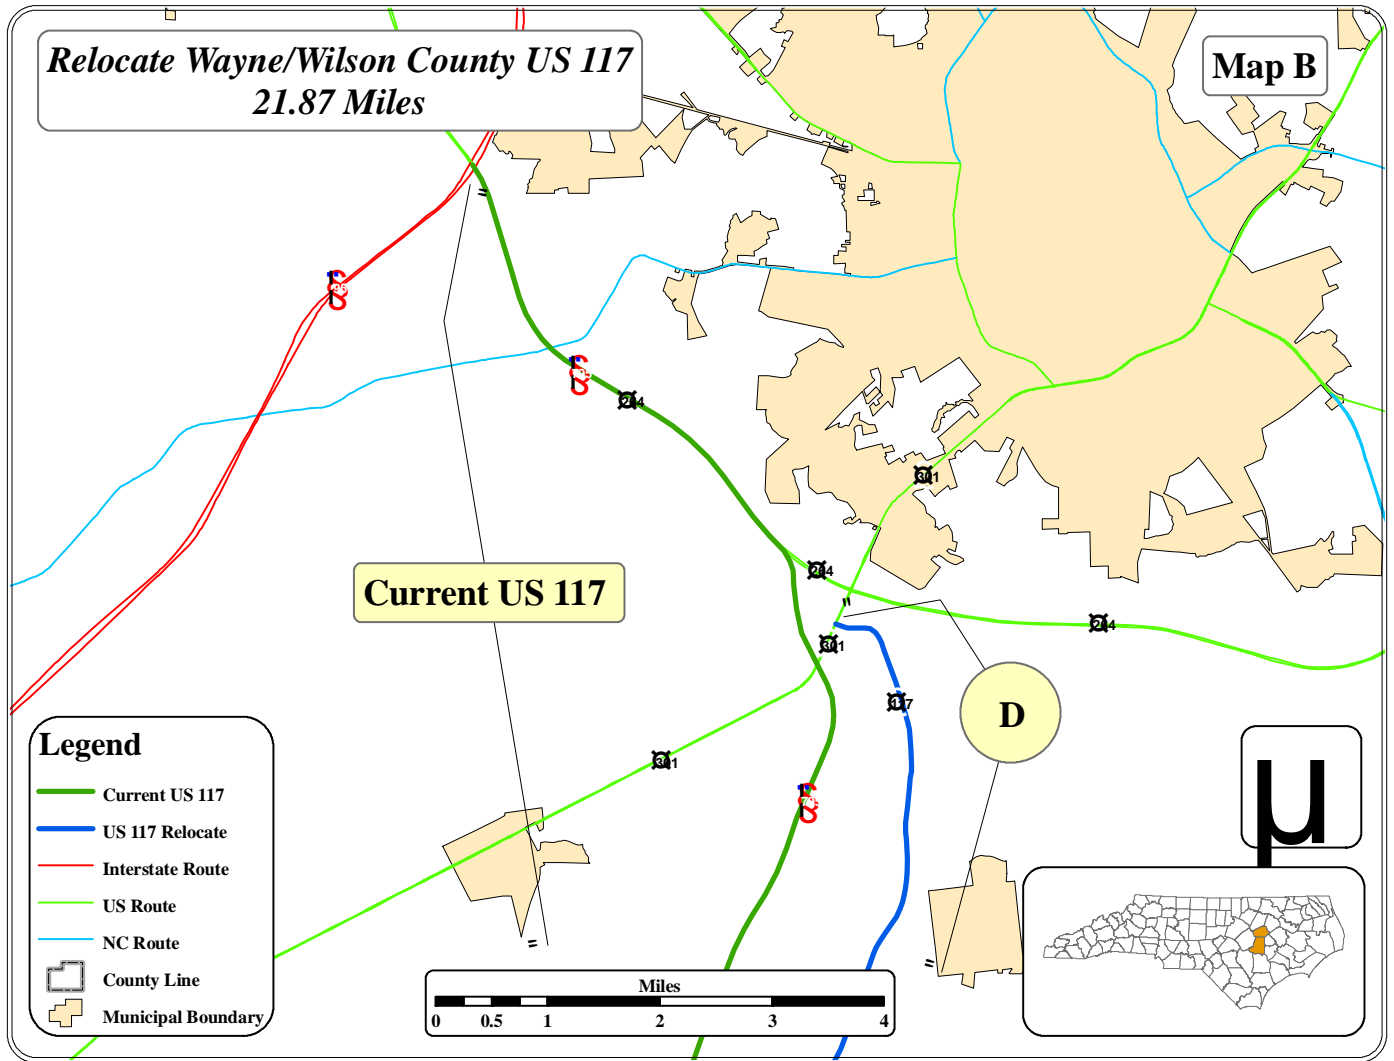 Relocate Wayne/Wilson County US 117
21.87 Miles
Map B
264
301
264
264
301
117
301
Current US 117
D
Legend
Current US 117
US 117 Relocate
Interstate Route
US Route
NC Route
County Line
Municipal Boundary
µ
Miles
0 0.5 1 2 3 4